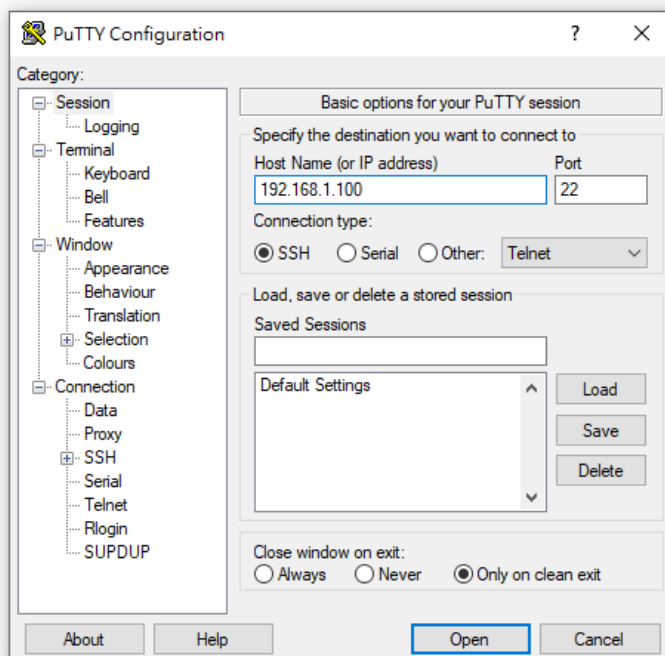 PuTTY Configuration
?
Category:
Session
Logging
Terminal
Keyboard
Bell
Features
Window
Appearance
Behaviour
Translation
Selection
Colours
Connection
Data
Proxy
SSH
Serial
Telnet
Rlogin
SUPDUP
Basic options for your PuTTY session
Specify the destination you want to connect to
Host Name (or IP address) Port
192.168.1.100 22
Connection type:
SSH Serial Other: Telnet
Load, save or delete a stored session
Saved Sessions
Default Settings
Load
Save
Delete
Close window on exit:
Always Never Only on clean exit
About Help Open Cancel